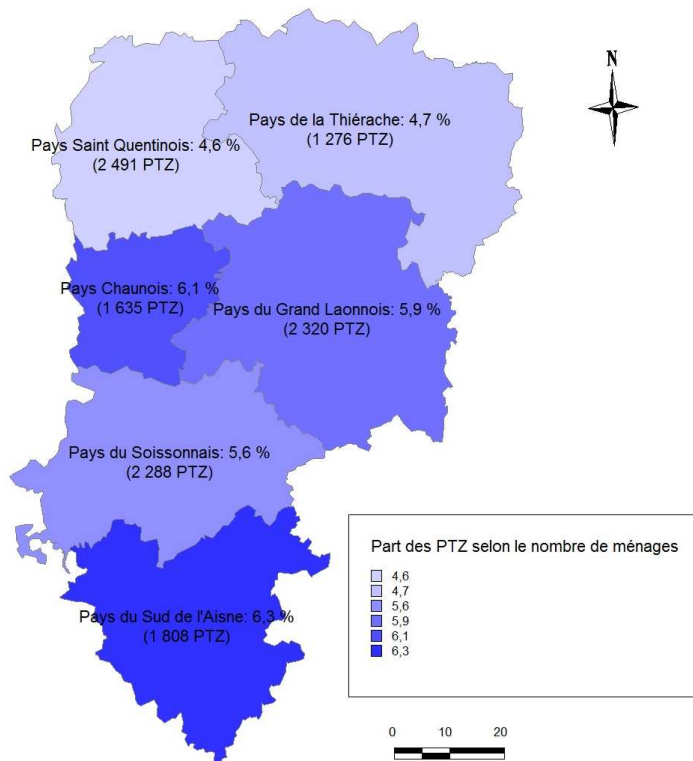 N
Pays de la Thiérache: 4,7 %
(1 276 PTZ)
Pays Saint Quentinois: 4,6 %
(2 491 PTZ)
Pays Chaunois: 6,1 %
(1 635 PTZ)
Pays du Grand Laonnois: 5,9 %
(2 320 PTZ)
Pays du Soissonnais: 5,6 %
(2 288 PTZ)
Pays du Sud de l'Aisne: 6,3 %
(1 808 PTZ)
Part des PTZ selon le nombre de ménages
4,6
4,7
5,6
5,9
6,1
6,3
0 10 20